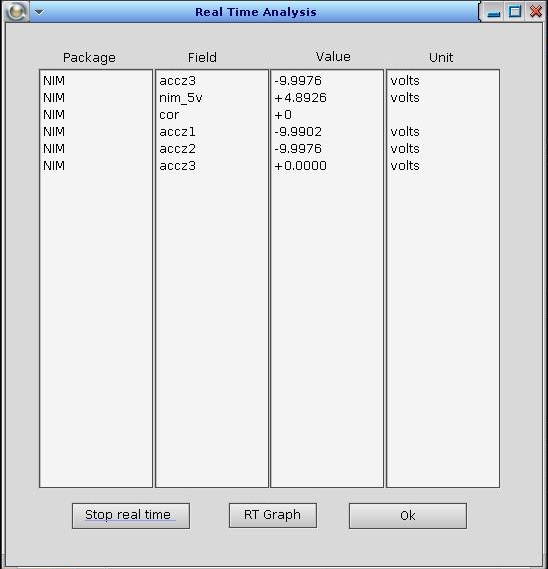 Real Time Analysis
Package Field Value Unit
NIM accz3 -9.9976 volts
NIM nim_5v +4.8926 volts
NIM cor +0
NIM accz1 -9.9902 volts
NIM accz2 -9.9976 volts
NIM accz3 +0.0000 volts
Stop real time RT Graph Ok